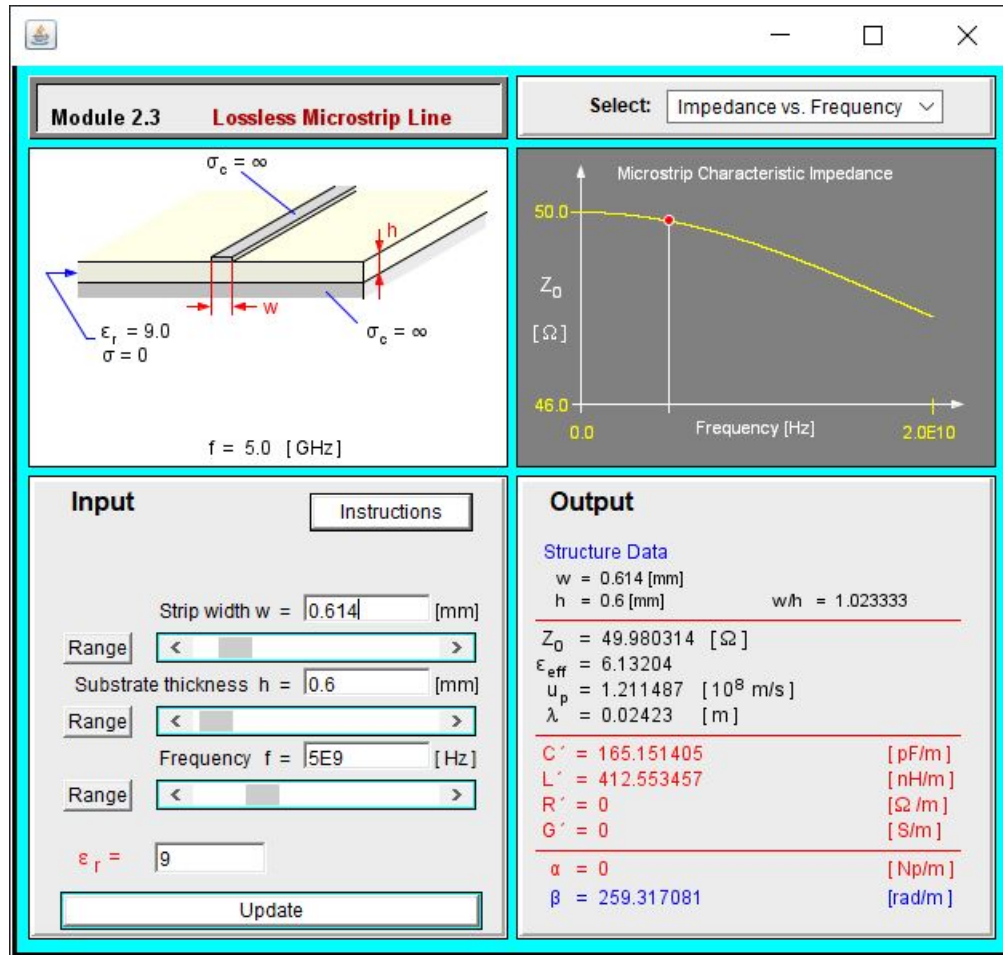 Module 2.3 Lossless Microstrip Line
Select: Impedance vs. Frequency
σc = ∞
h
w
εr = 9.0
σ = 0
σc = ∞
f = 5.0 [GHz]
Microstrip Characteristic Impedance
50.0
Z0
[Ω]
46.0
0.0
Frequency [Hz]
2.0E10
Input
Instructions
Strip width w = 0.614 [mm]
Range < >
Substrate thickness h = 0.6 [mm]
Range < >
Frequency f = 5E9 [Hz]
Range < >
εr = 9
Update
Output
Structure Data
w = 0.614 [mm]
h = 0.6 [mm] w/h = 1.023333
Z0 = 49.980314 [Ω]
εeff = 6.13204
up = 1.211487 [10⁸ m/s]
λ = 0.02423 [m]
C´ = 165.151405 [pF/m]
L´ = 412.553457 [nH/m]
R´ = 0 [Ω/m]
G´ = 0 [S/m]
α = 0 [Np/m]
β = 259.317081 [rad/m]